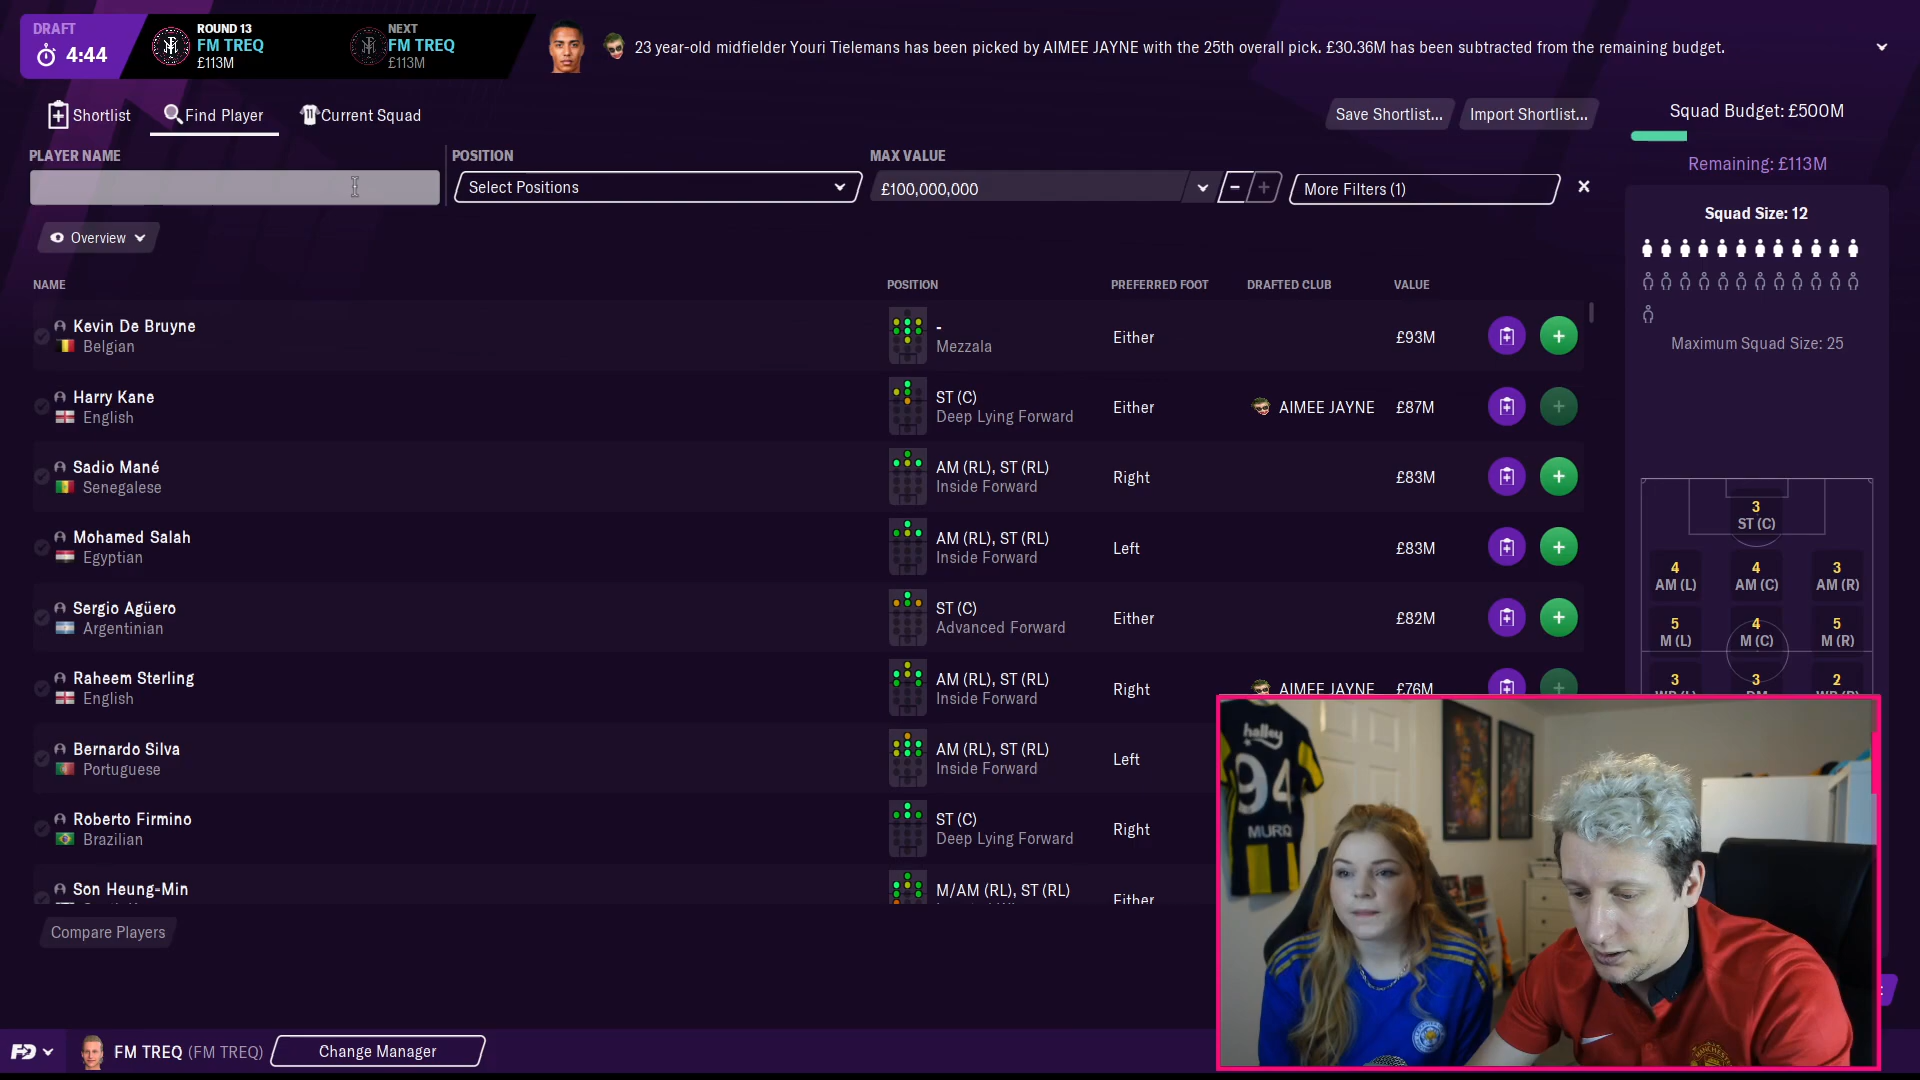 DRAFT
4:44
ROUND 13
FM TREQ
£113M
NEXT
FM TREQ
£113M
23 year-old midfielder Youri Tielemans has been picked by AIMEE JAYNE with the 25th overall pick. £30.36M has been subtracted from the remaining budget.
Shortlist
Find Player
Current Squad
Save Shortlist...
Import Shortlist...
Squad Budget: £500M
Remaining: £113M
PLAYER NAME
POSITION
MAX VALUE
Select Positions
£100,000,000
More Filters (1)
Overview
Squad Size: 12
Maximum Squad Size: 25
NAME
POSITION
PREFERRED FOOT
DRAFTED CLUB
VALUE
Kevin De Bruyne
Belgian
-
Mezzala
Either
£93M
Harry Kane
English
ST (C)
Deep Lying Forward
Either
AIMEE JAYNE
£87M
Sadio Mané
Senegalese
AM (RL), ST (RL)
Inside Forward
Right
£83M
Mohamed Salah
Egyptian
AM (RL), ST (RL)
Inside Forward
Left
£83M
Sergio Agüero
Argentinian
ST (C)
Advanced Forward
Either
£82M
Raheem Sterling
English
AM (RL), ST (RL)
Inside Forward
Right
AIMEE JAYNE
£76M
Bernardo Silva
Portuguese
AM (RL), ST (RL)
Inside Forward
Left
Roberto Firmino
Brazilian
ST (C)
Deep Lying Forward
Right
Son Heung-Min
M/AM (RL), ST (RL)
Either
3
ST (C)
4
AM (L)
4
AM (C)
3
AM (R)
5
M (L)
4
M (C)
5
M (R)
3
3
DM
2
halley
94
Compare Players
FM TREQ (FM TREQ)
Change Manager